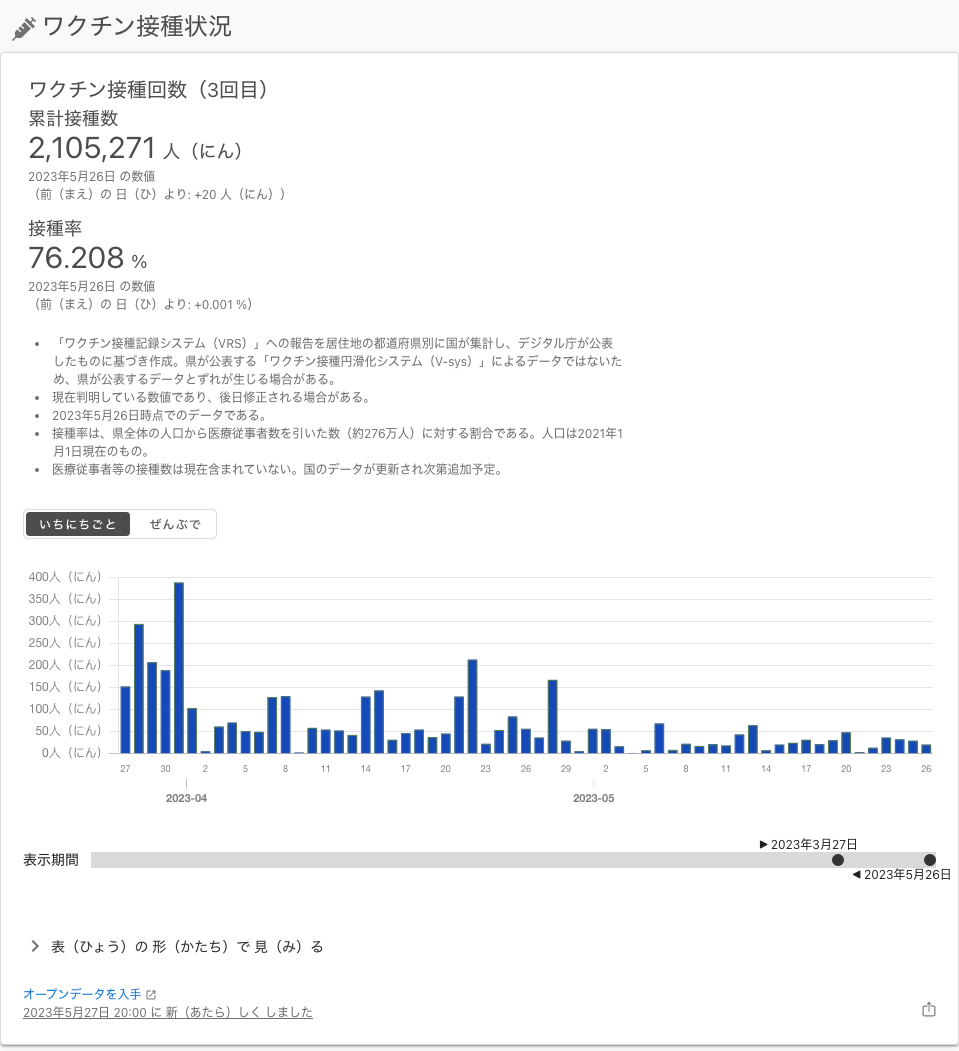 ワクチン接種状況
ワクチン接種回数（3回目）
累計接種数
2,105,271 人（にん）
2023年5月26日 の数値
（前（まえ）の 日（ひ）より: +20 人（にん））
接種率
76.208 %
2023年5月26日 の数値
（前（まえ）の 日（ひ）より: +0.001 %）
• 「ワクチン接種記録システム（VRS）」への報告を居住地の都道府県別に国が集計し、デジタル庁が公表
したものに基づき作成。県が公表する「ワクチン接種円滑化システム（V-sys）」によるデータではないた
め、県が公表するデータとずれが生じる場合がある。
• 現在判明している数値であり、後日修正される場合がある。
• 2023年5月26日時点でのデータである。
• 接種率は、県全体の人口から医療従事者数を引いた数（約276万人）に対する割合である。人口は2021年1
月1日現在のもの。
• 医療従事者等の接種数は現在含まれていない。国のデータが更新され次第追加予定。
いちにちごと ぜんぶで
400人（にん）
350人（にん）
300人（にん）
250人（にん）
200人（にん）
150人（にん）
100人（にん）
50人（にん）
0人（にん）
27 30 2 5 8 11 14 17 20 23 26 29 2 5 8 11 14 17 20 23 26
2023-04 2023-05
▶ 2023年3月27日
表示期間
◀ 2023年5月26日
表（ひょう）の 形（かたち）で 見（み）る
オープンデータを入手
2023年5月27日 20:00 に 新（あたら）しく しました